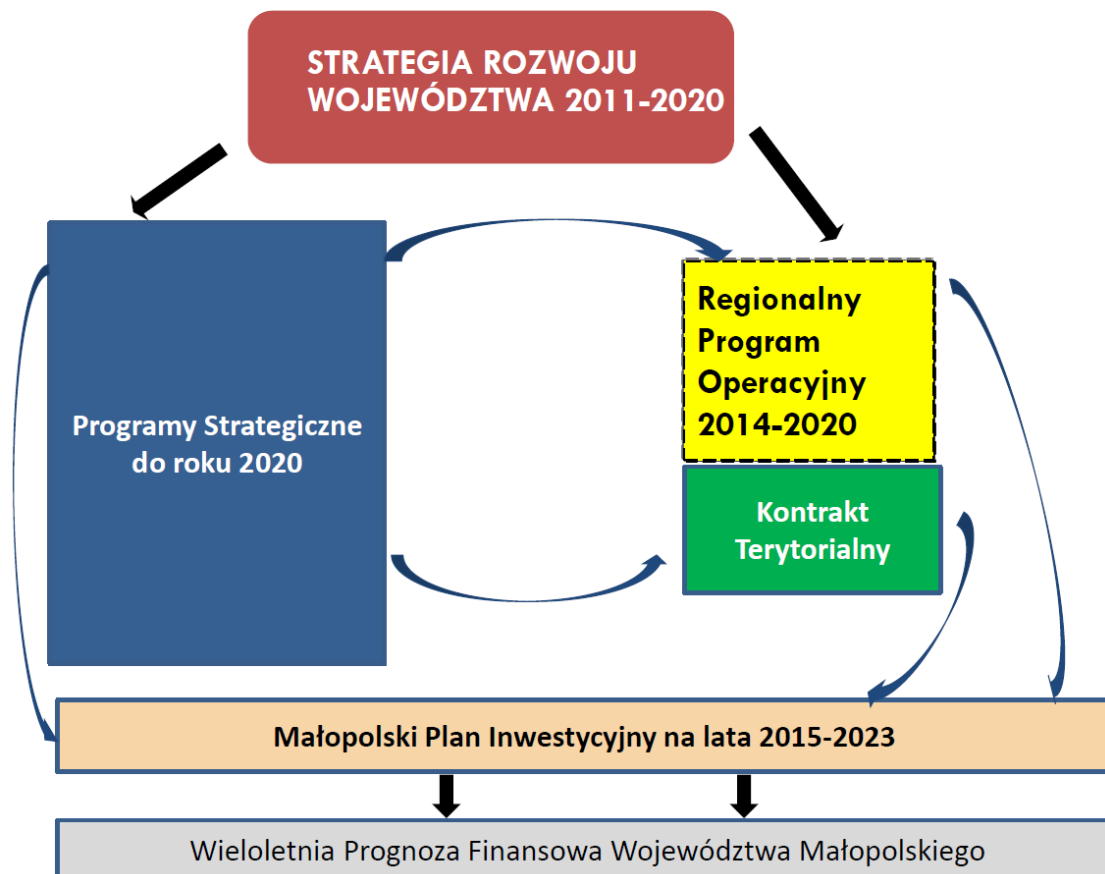 STRATEGIA ROZWOJU
WOJEWÓDZTWA 2011-2020
Programy Strategiczne
do roku 2020
Regionalny
Program
Operacyjny
2014-2020
Kontrakt
Terytorialny
Małopolski Plan Inwestycyjny na lata 2015-2023
Wieloletnia Prognoza Finansowa Województwa Małopolskiego